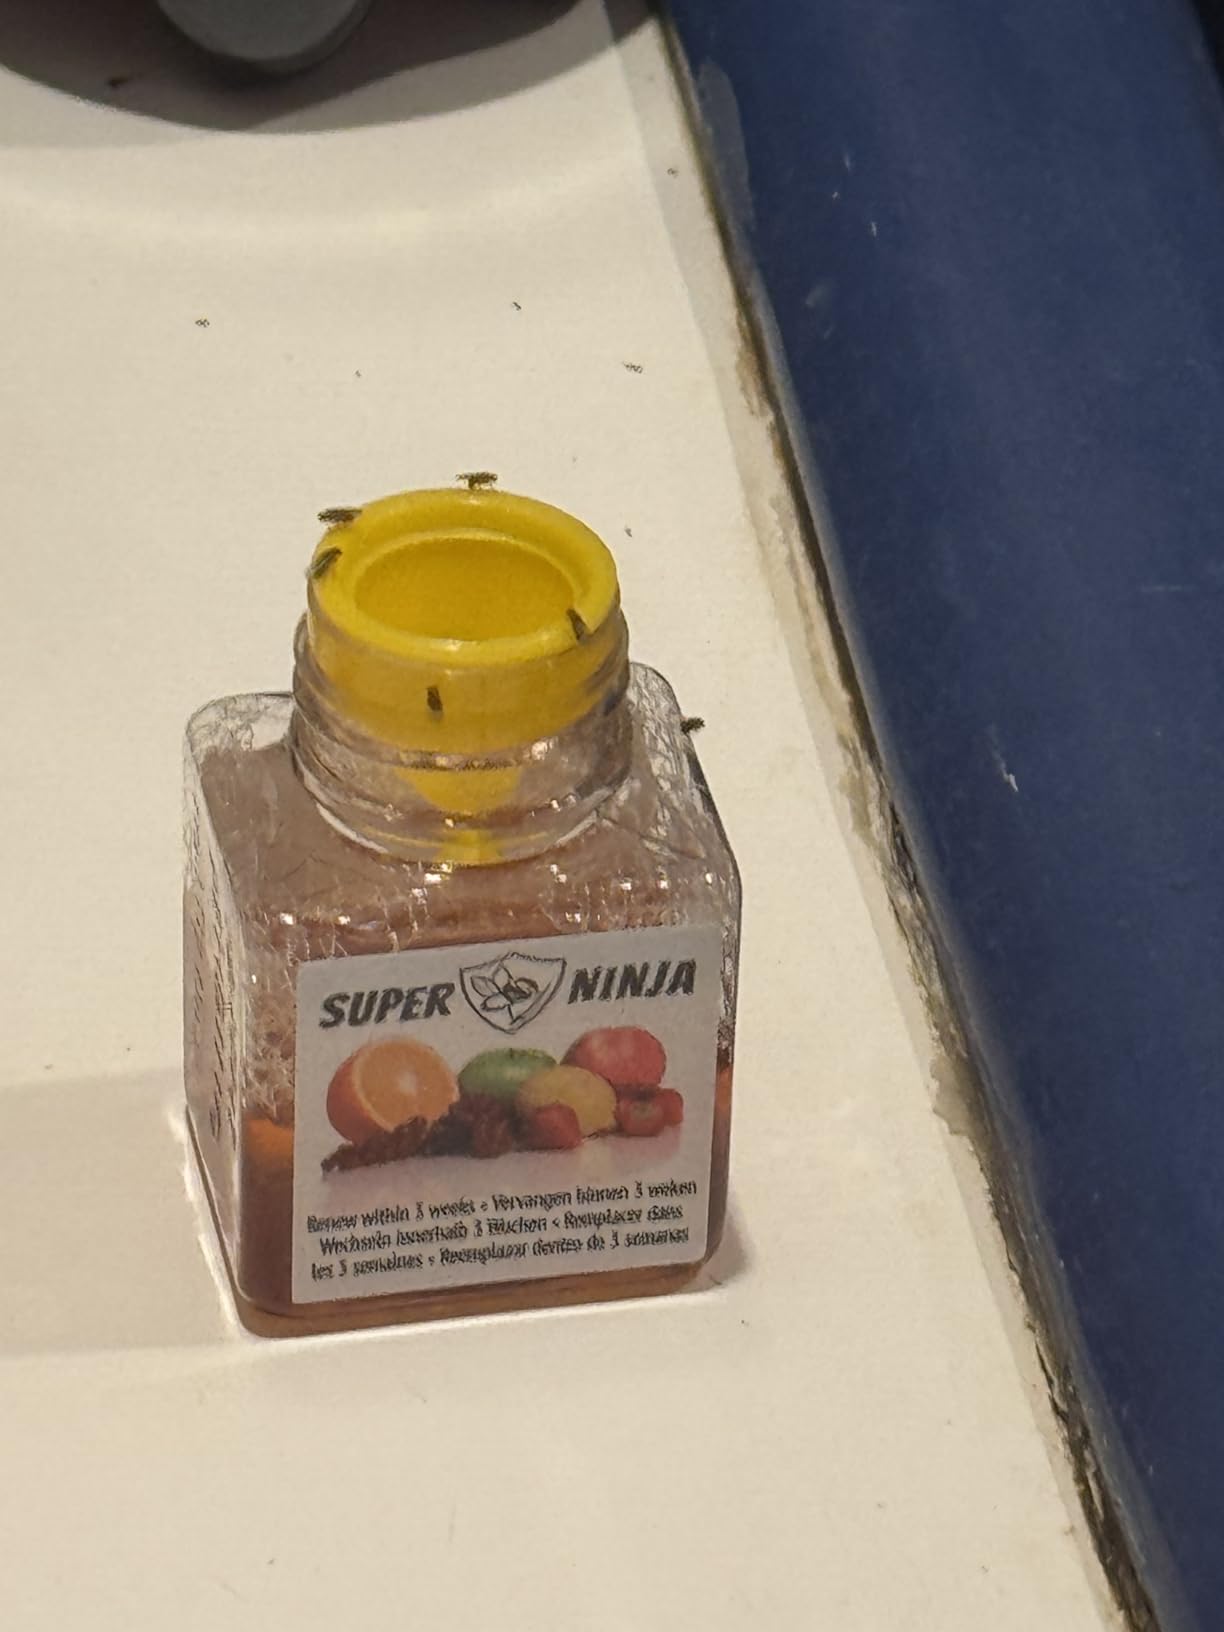 SUPER NINJA
Renew within 3 weeks - Vervangen binnen 3 weken
Wechseln innerhalb 3 Wochen - Remplacer dans
les 3 semaines - Reemplazar dentro de 3 semanas